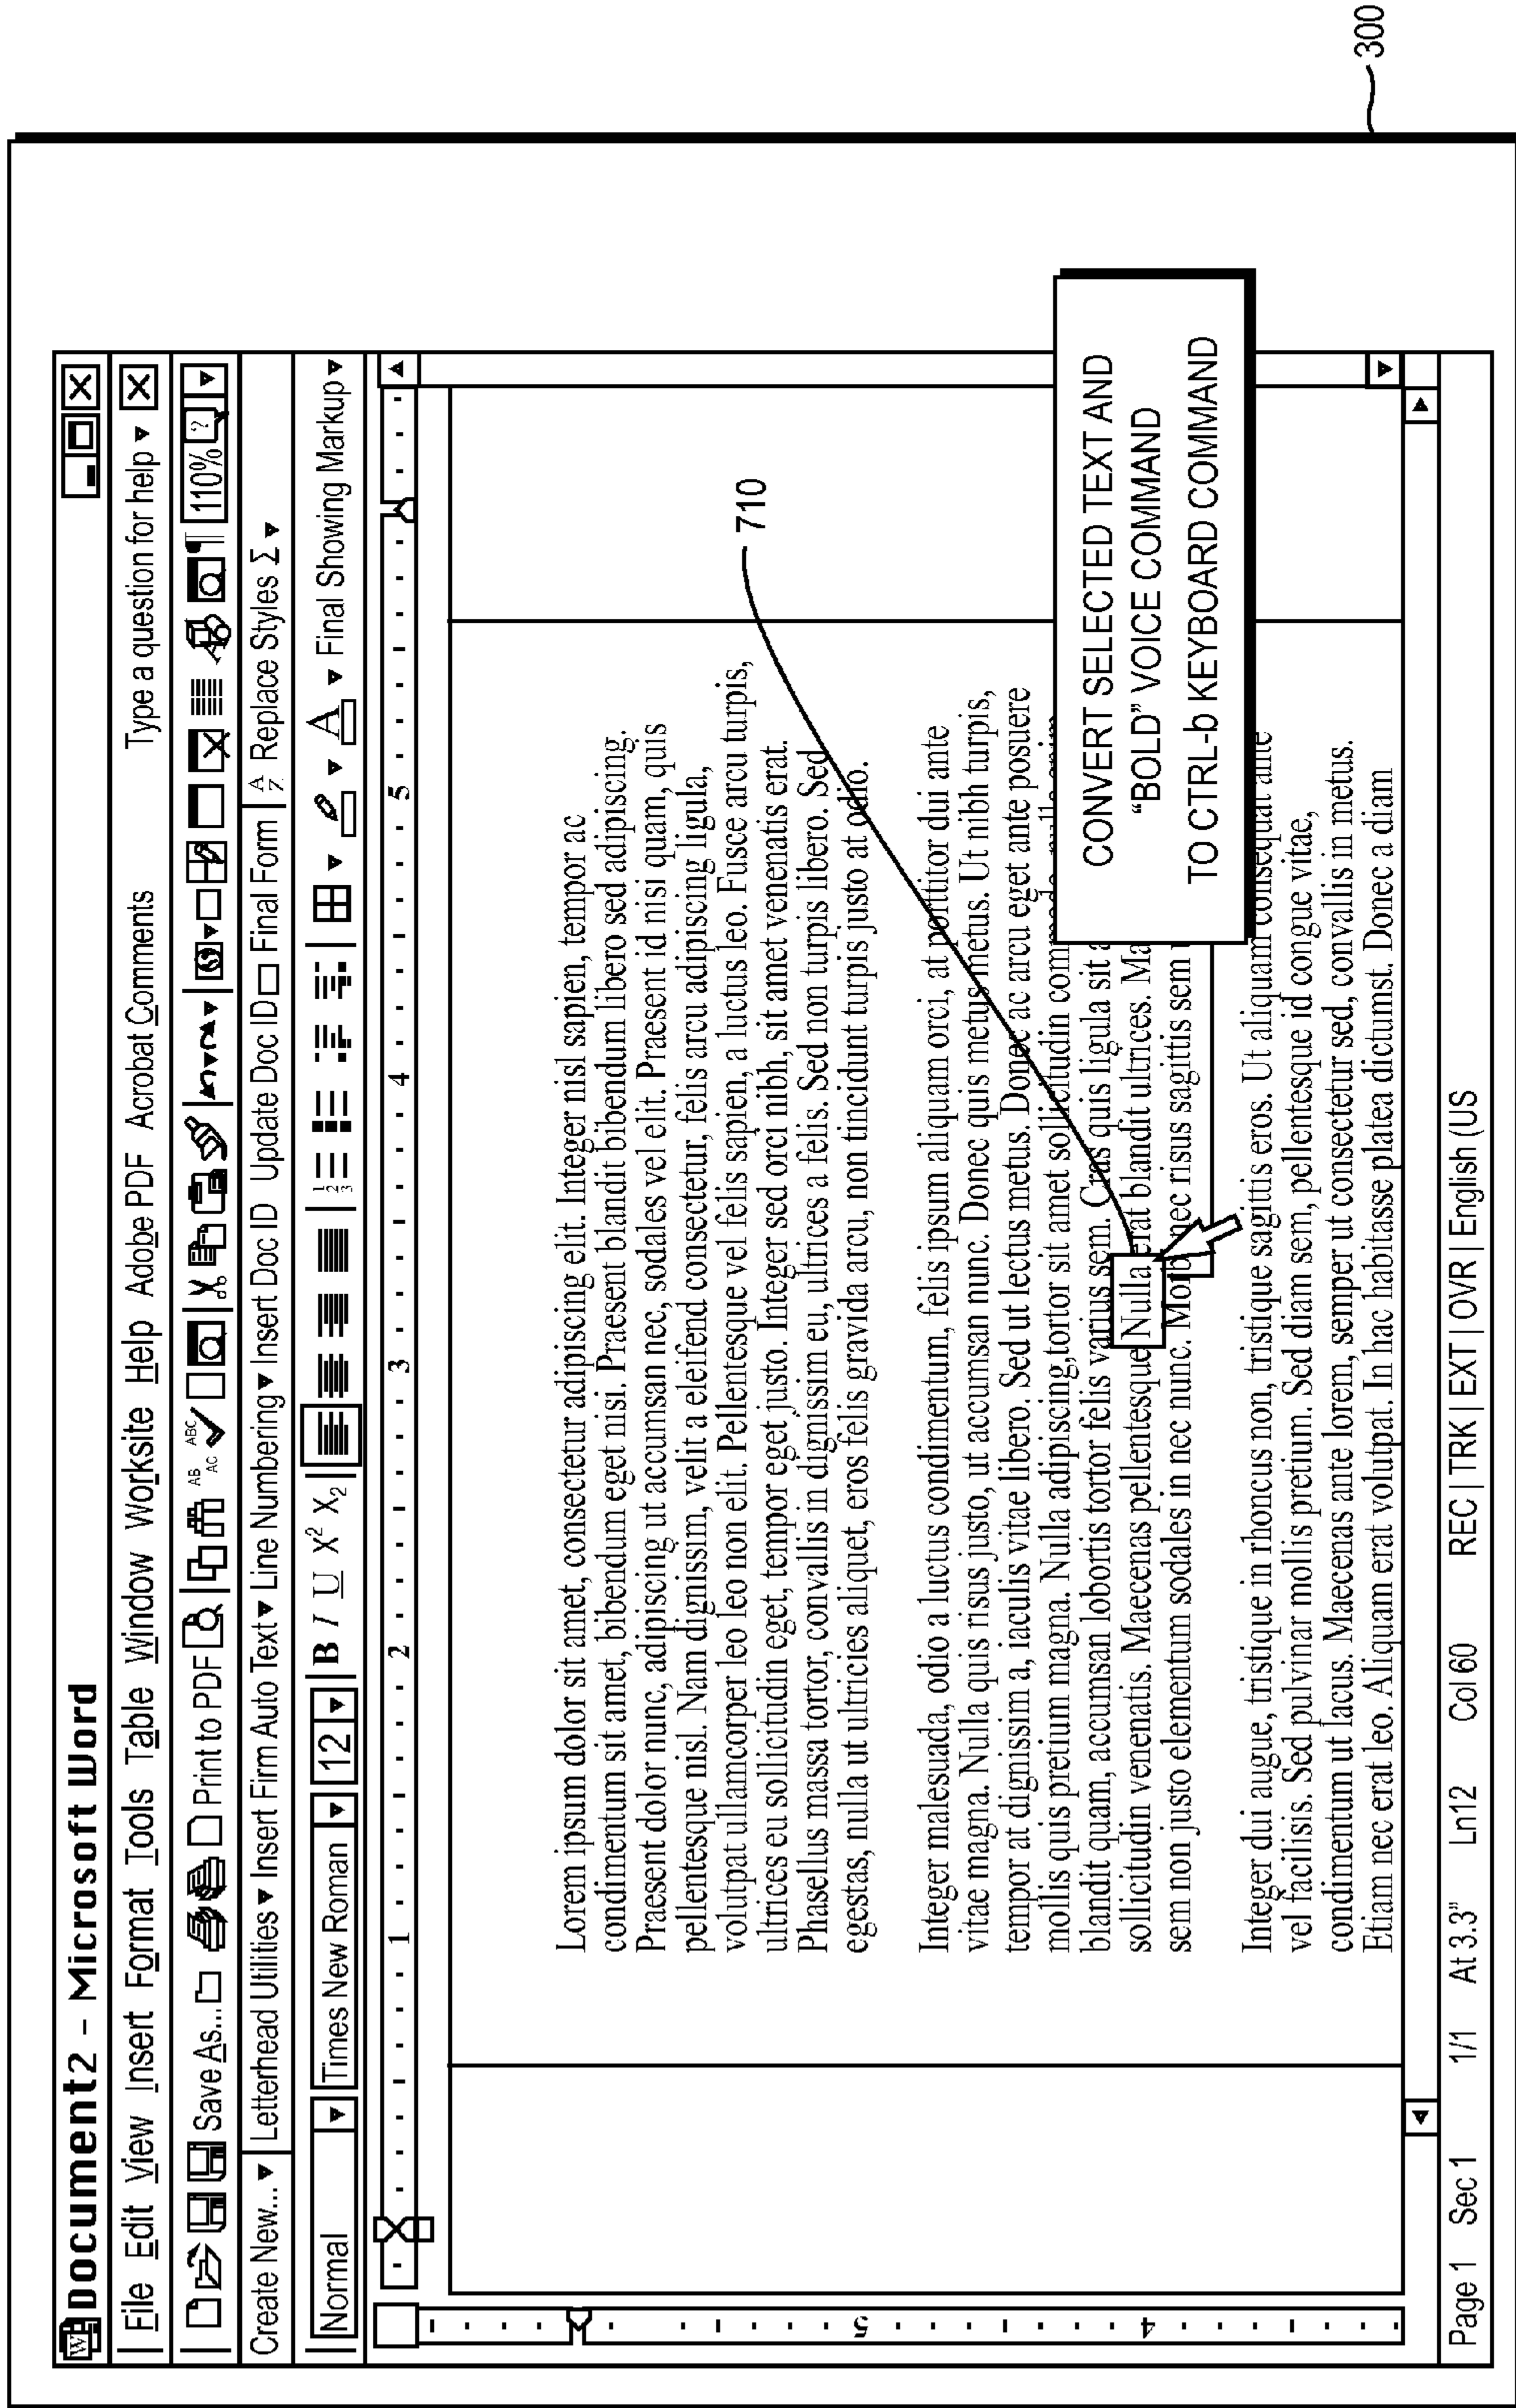 Document2 - Microsoft Word
File Edit View Insert Format Tools Table Window Worksite Help Adobe PDF Acrobat Comments Type a question for help
Save As... Print to PDF AB AC ABC 110% ?
Create New... Letterhead Utilities Insert Firm Auto Text Line Numbering Insert Doc ID Update Doc ID Final Form A Z Replace Styles Σ
Normal Times New Roman 12 B I U X² X₂ 1 2 3 A Final Showing Markup
1 2 3 4 5
Lorem ipsum dolor sit amet, consectetur adipiscing elit. Integer nisl sapien, tempor ac
condimentum sit amet, bibendum eget nisi. Praesent blandit bibendum libero sed adipiscing.
Praesent dolor nunc, adipiscing ut accumsan nec, sodales vel elit. Praesent id nisi quam, quis
pellentesque nisl. Nam dignissim, velit a eleifend consectetur, felis arcu adipiscing ligula,
volutpat ullamcorper leo leo non elit. Pellentesque vel felis sapien, a luctus leo. Fusce arcu turpis,
ultrices eu sollicitudin eget, tempor eget justo. Integer sed orci nibh, sit amet venenatis erat.
Phasellus massa tortor, convallis in dignissim eu, ultrices a felis. Sed non turpis libero. Sed
egestas, nulla ut ultricies aliquet, eros felis gravida arcu, non tincidunt turpis justo at odio.
Integer malesuada, odio a luctus condimentum, felis ipsum aliquam orci, at porttitor dui ante
vitae magna. Nulla quis risus justo, ut accumsan nunc. Donec quis metus metus. Ut nibh turpis,
tempor at dignissim a, iaculis vitae libero. Sed ut lectus metus. Donec ac arcu eget ante posuere
mollis quis pretium magna. Nulla adipiscing,tortor sit amet sollicitudin
blandit quam, accumsan lobortis tortor felis varius sem. Cras quis ligula sit
sollicitudin venenatis. Maecenas pellentesque Nulla erat blandit ultrices. Ma
sem non justo elementum sodales in nec nunc. Morbi nec risus sagittis sem
Integer dui augue, tristique in rhoncus non, tristique sagittis eros. Ut aliquam consequat ante
vel facilisis. Sed pulvinar mollis pretium. Sed diam sem, pellentesque id congue vitae,
condimentum ut lacus. Maecenas ante lorem, semper ut consectetur sed, convallis in metus.
Etiam nec erat leo. Aliquam erat volutpat. In hac habitasse platea dictumst. Donec a diam
710
CONVERT SELECTED TEXT AND
“BOLD” VOICE COMMAND
TO CTRL-b KEYBOARD COMMAND
5
4
Page 1 Sec 1 1/1 At 3.3” Ln12 Col 60 REC | TRK | EXT | OVR | English (US
300